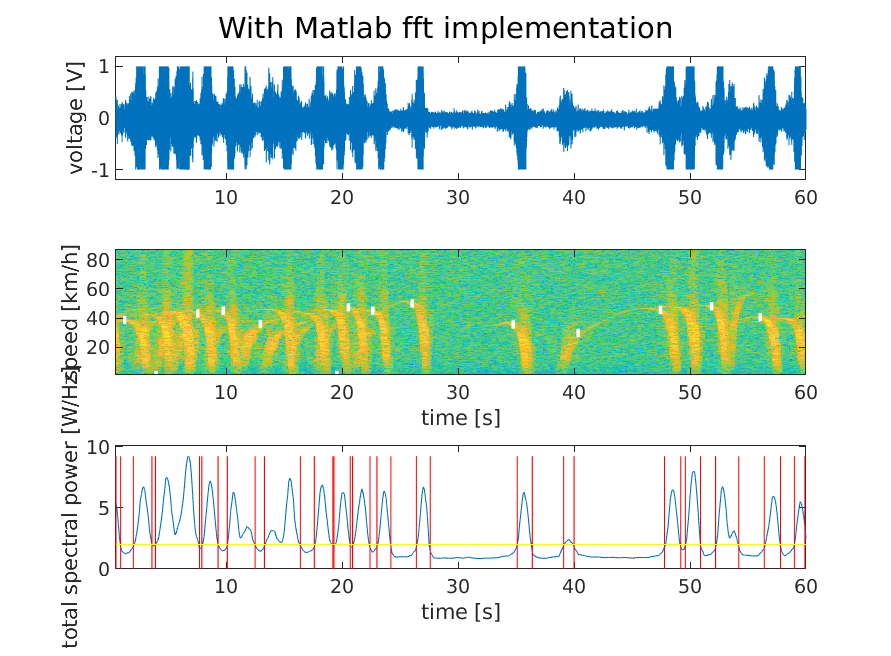 With Matlab fft implementation
voltage [V]
1
0
-1
10 20 30 40 50 60
speed [km/h]
80
60
40
20
10 20 30 40 50 60
time [s]
total spectral power [W/Hz]
10
5
0
10 20 30 40 50 60
time [s]